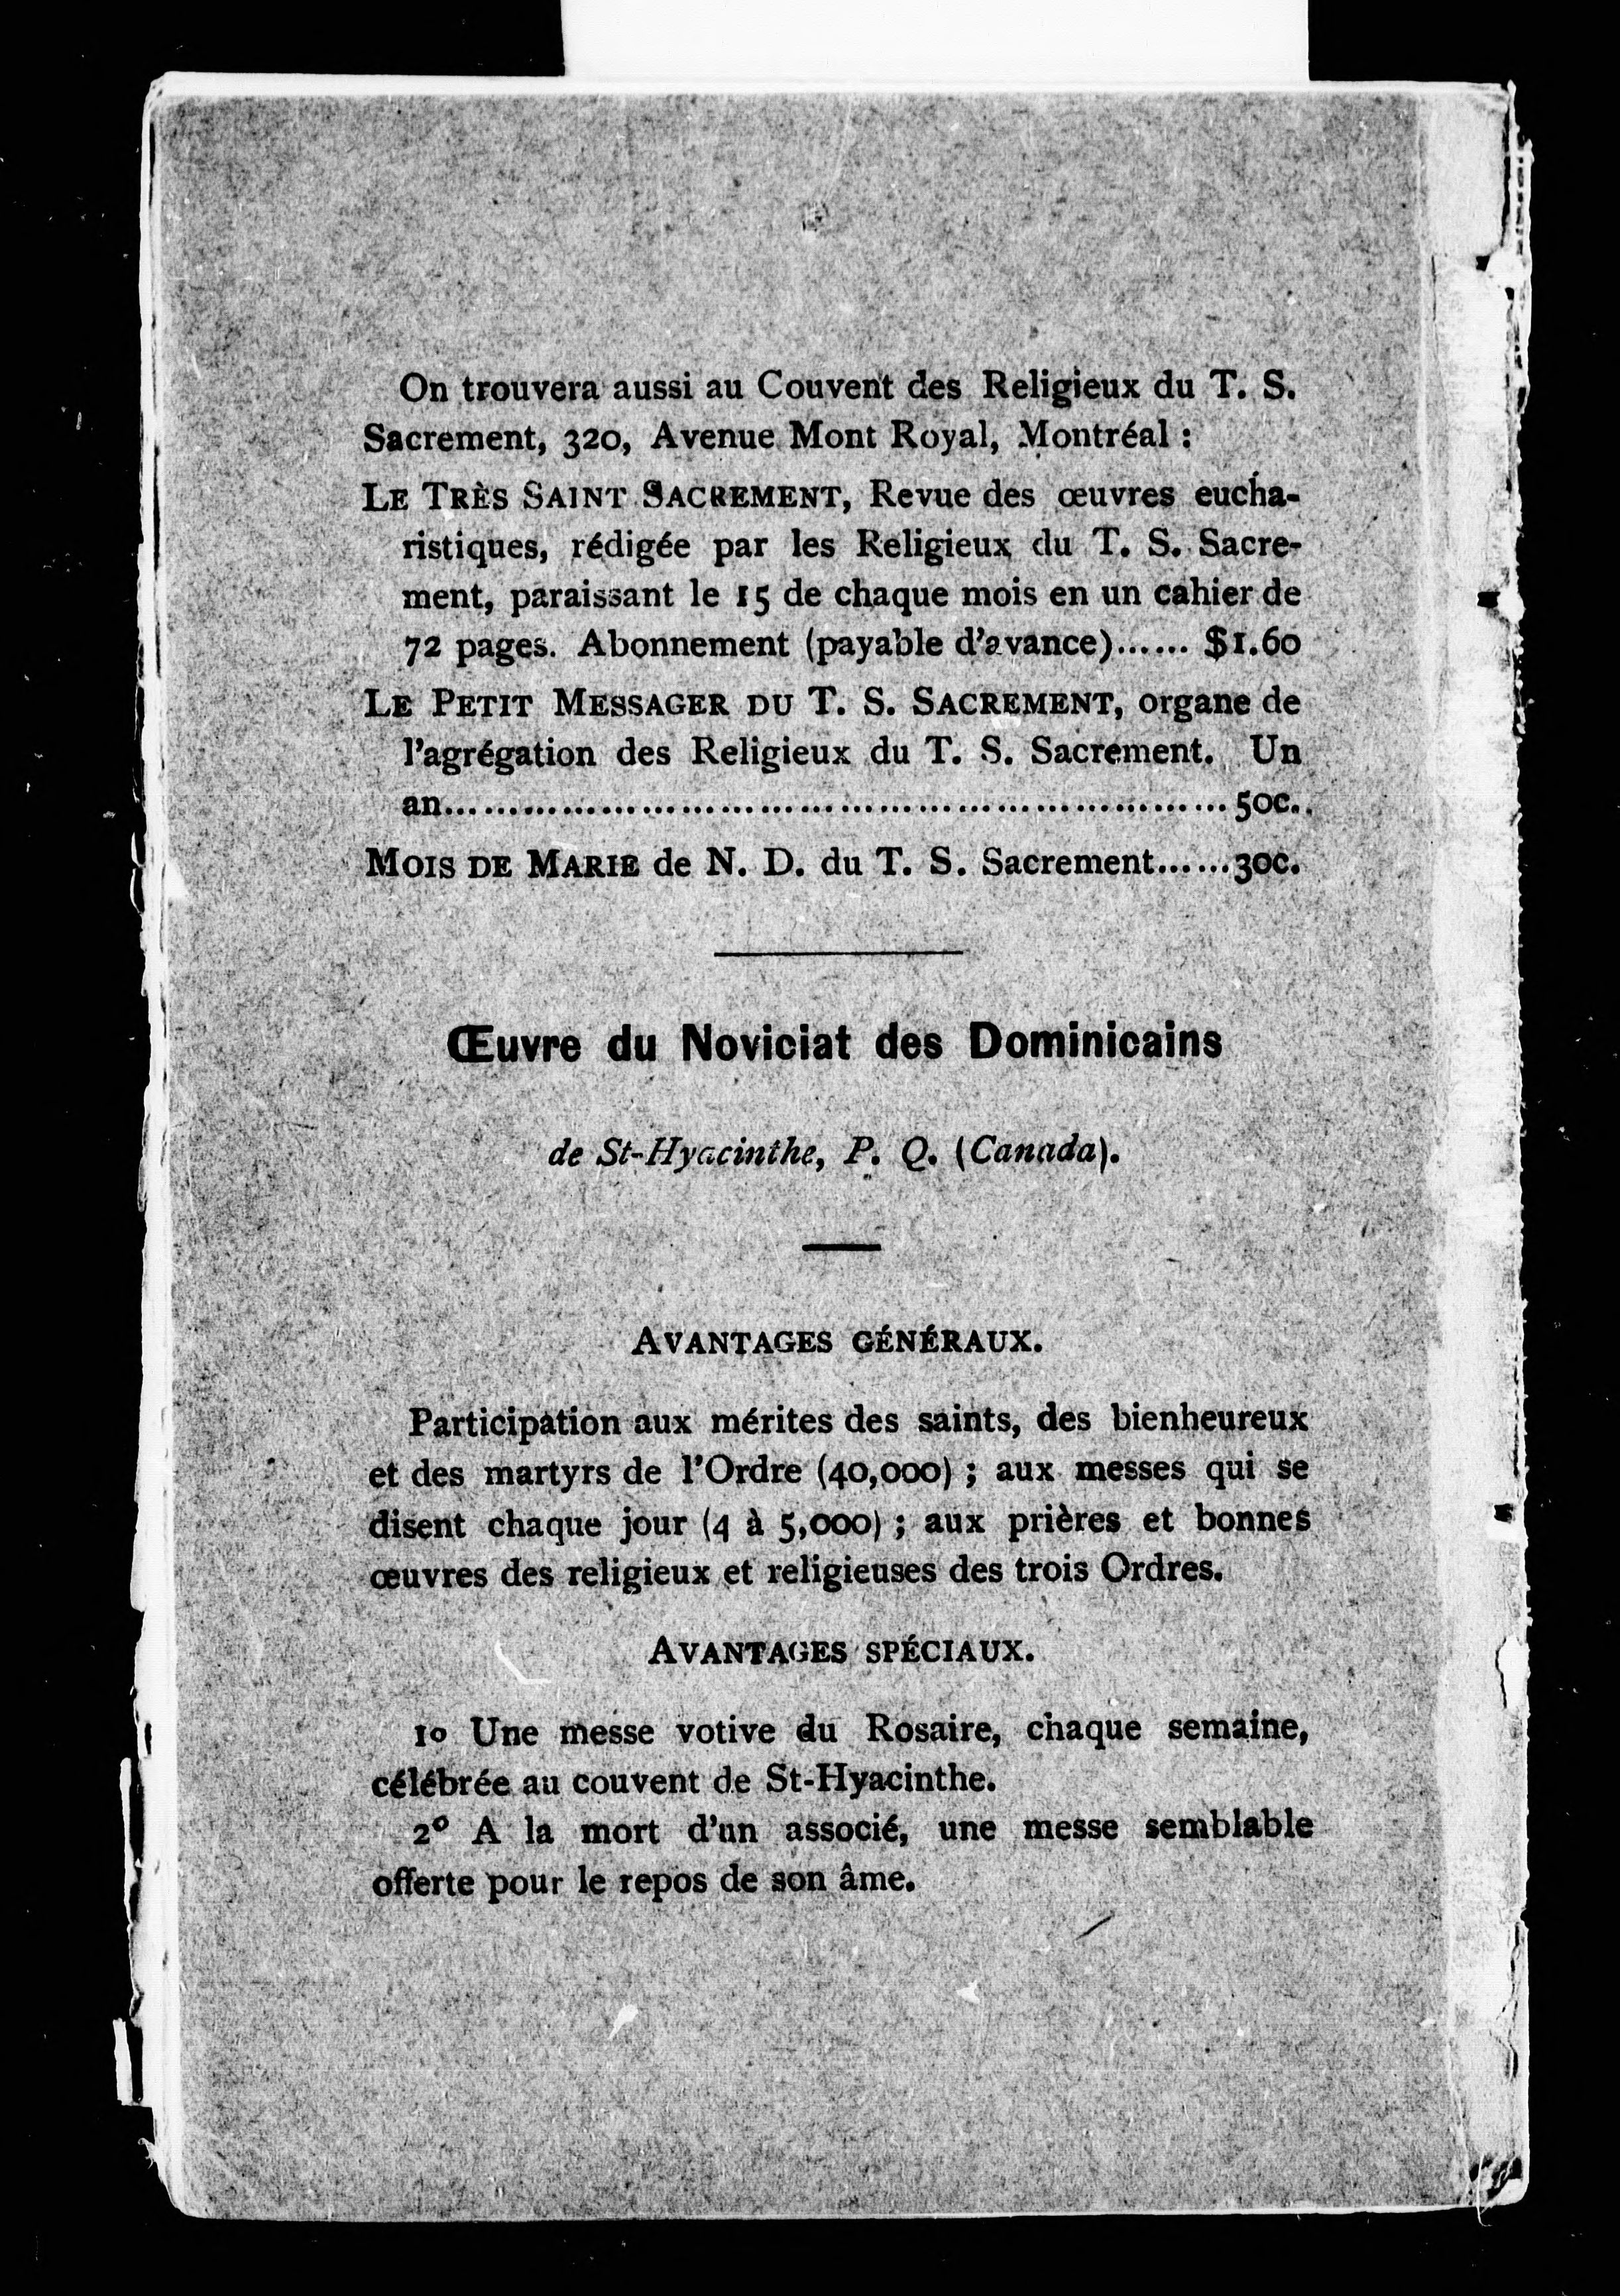 On trouvera aussi au Couvent des Religieux du T. S.
Sacrement, 320, Avenue Mont Royal, Montréal :
LE TRÈS SAINT SACREMENT, Revue des œuvres eucha-
ristiques, rédigée par les Religieux du T. S. Sacre-
ment, paraissant le 15 de chaque mois en un cahier de
72 pages. Abonnement (payable d'avance)...... $1.60
LE PETIT MESSAGER DU T. S. SACREMENT, organe de
l'agrégation des Religieux du T. S. Sacrement. Un
an............................................................50c.
MOIS DE MARIE de N. D. du T. S. Sacrement......30c.
Œuvre du Noviciat des Dominicains
de St-Hyacinthe, P. Q. (Canada).
AVANTAGES GÉNÉRAUX.
Participation aux mérites des saints, des bienheureux
et des martyrs de l'Ordre (40,000) ; aux messes qui se
disent chaque jour (4 à 5,000) ; aux prières et bonnes
œuvres des religieux et religieuses des trois Ordres.
AVANTAGES SPÉCIAUX.
1o Une messe votive du Rosaire, chaque semaine,
célébrée au couvent de St-Hyacinthe.
2° A la mort d'un associé, une messe semblable
offerte pour le repos de son âme.